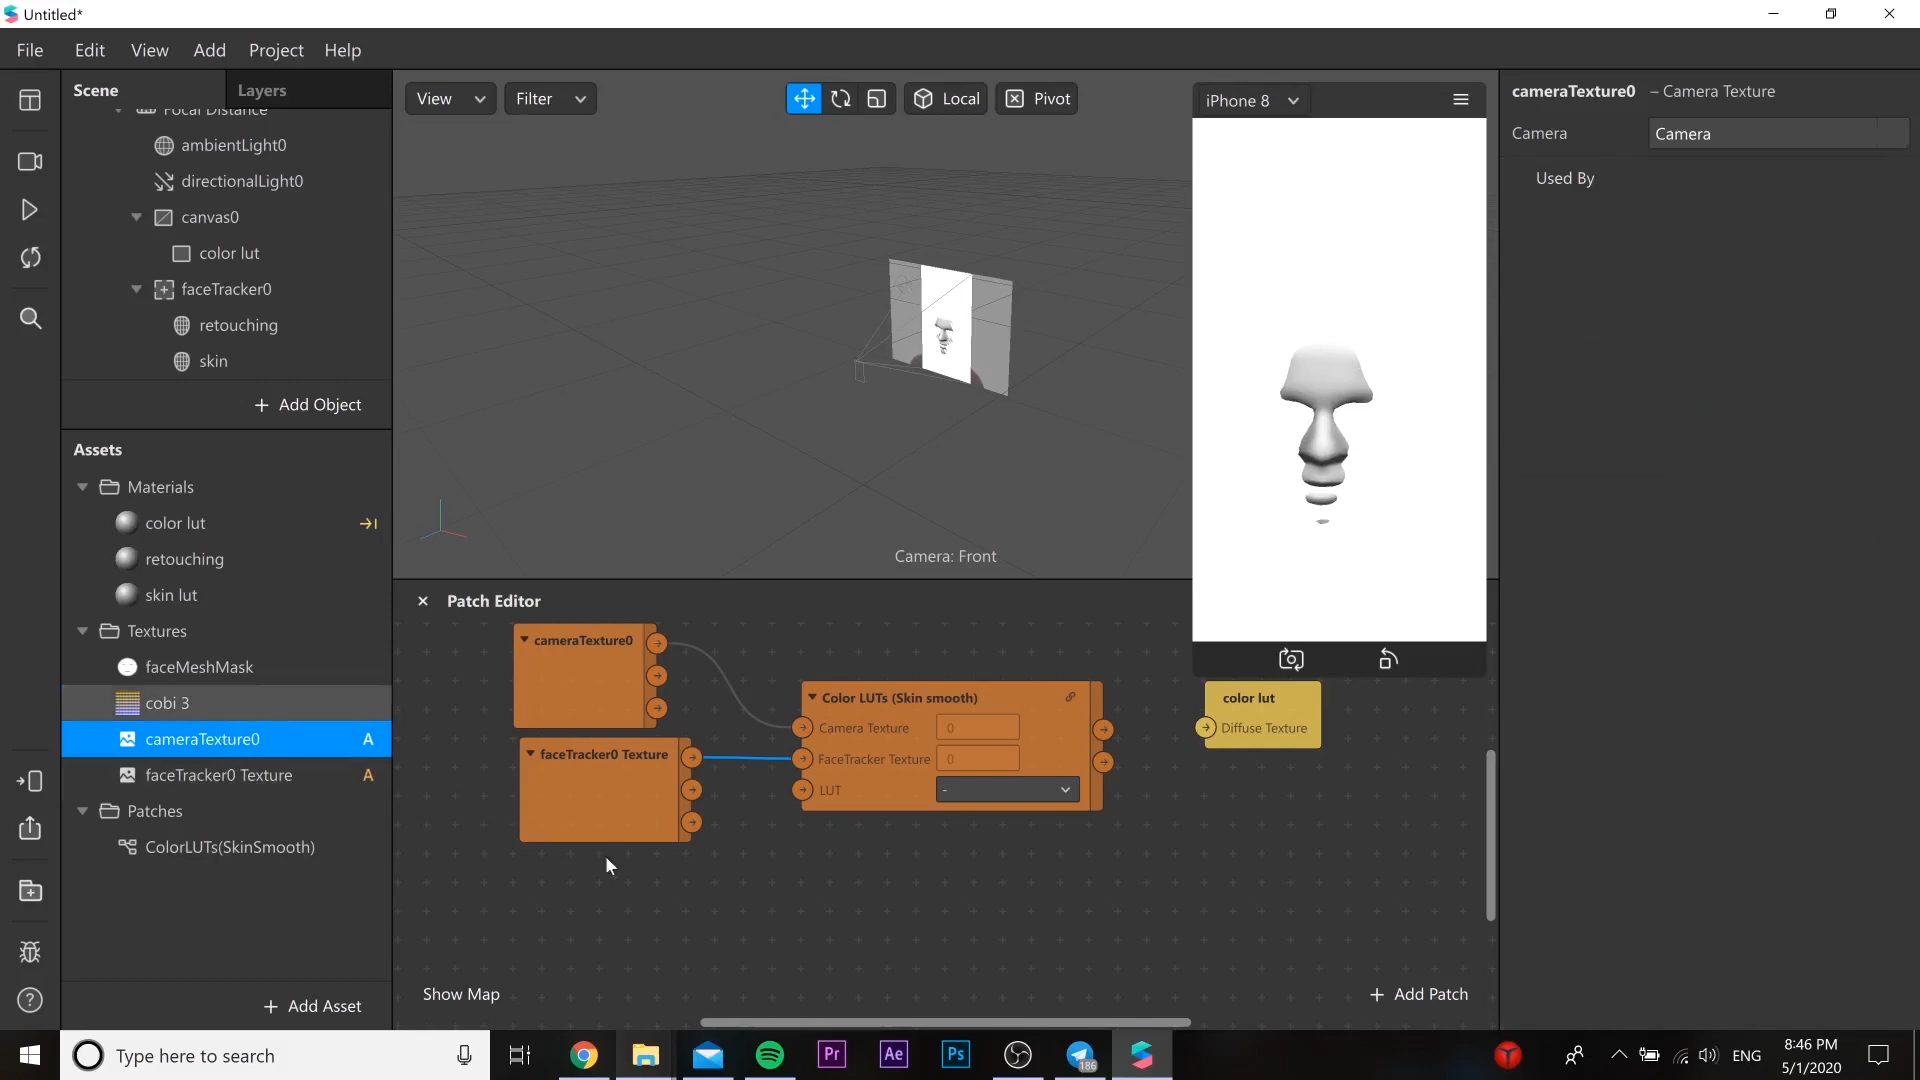 Untitled*
File
Edit
View
Add
Project
Help
Scene
Layers
Focal Distance
ambientLight0
directionalLight0
canvas0
color lut
faceTracker0
retouching
skin
+ Add Object
Assets
Materials
color lut
retouching
skin lut
Textures
faceMeshMask
cobi 3
cameraTexture0
A
faceTracker0 Texture
A
Patches
ColorLUTs(SkinSmooth)
+ Add Asset
View
Filter
Local
Pivot
Camera: Front
iPhone 8
cameraTexture0 – Camera Texture
Camera
Camera
Used By
Patch Editor
cameraTexture0
faceTracker0 Texture
Color LUTs (Skin smooth)
Camera Texture
0
FaceTracker Texture
0
LUT
-
color lut
Diffuse Texture
Show Map
+ Add Patch
Type here to search
Pr
Ae
Ps
186
ENG
8:46 PM
5/1/2020